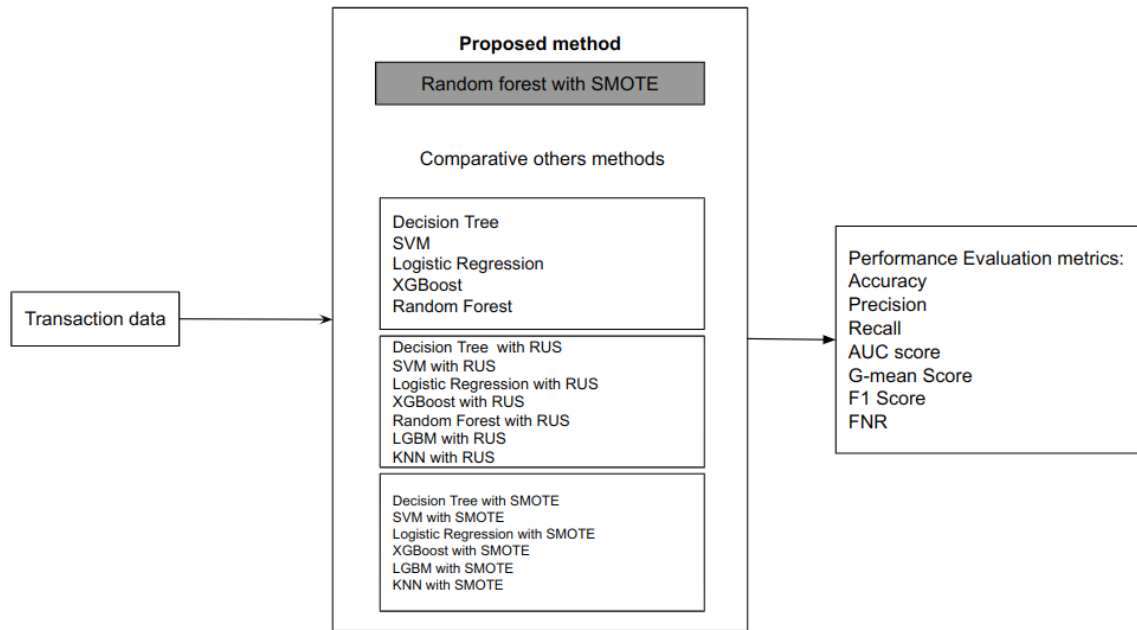 Proposed method
Random forest with SMOTE
Comparative others methods
Decision Tree
SVM
Logistic Regression
XGBoost
Random Forest
Transaction data
Decision Tree with RUS
SVM with RUS
Logistic Regression with RUS
XGBoost with RUS
Random Forest with RUS
LGBM with RUS
KNN with RUS
Decision Tree with SMOTE
SVM with SMOTE
Logistic Regression with SMOTE
XGBoost with SMOTE
LGBM with SMOTE
KNN with SMOTE
Performance Evaluation metrics:
Accuracy
Precision
Recall
AUC score
G-mean Score
F1 Score
FNR